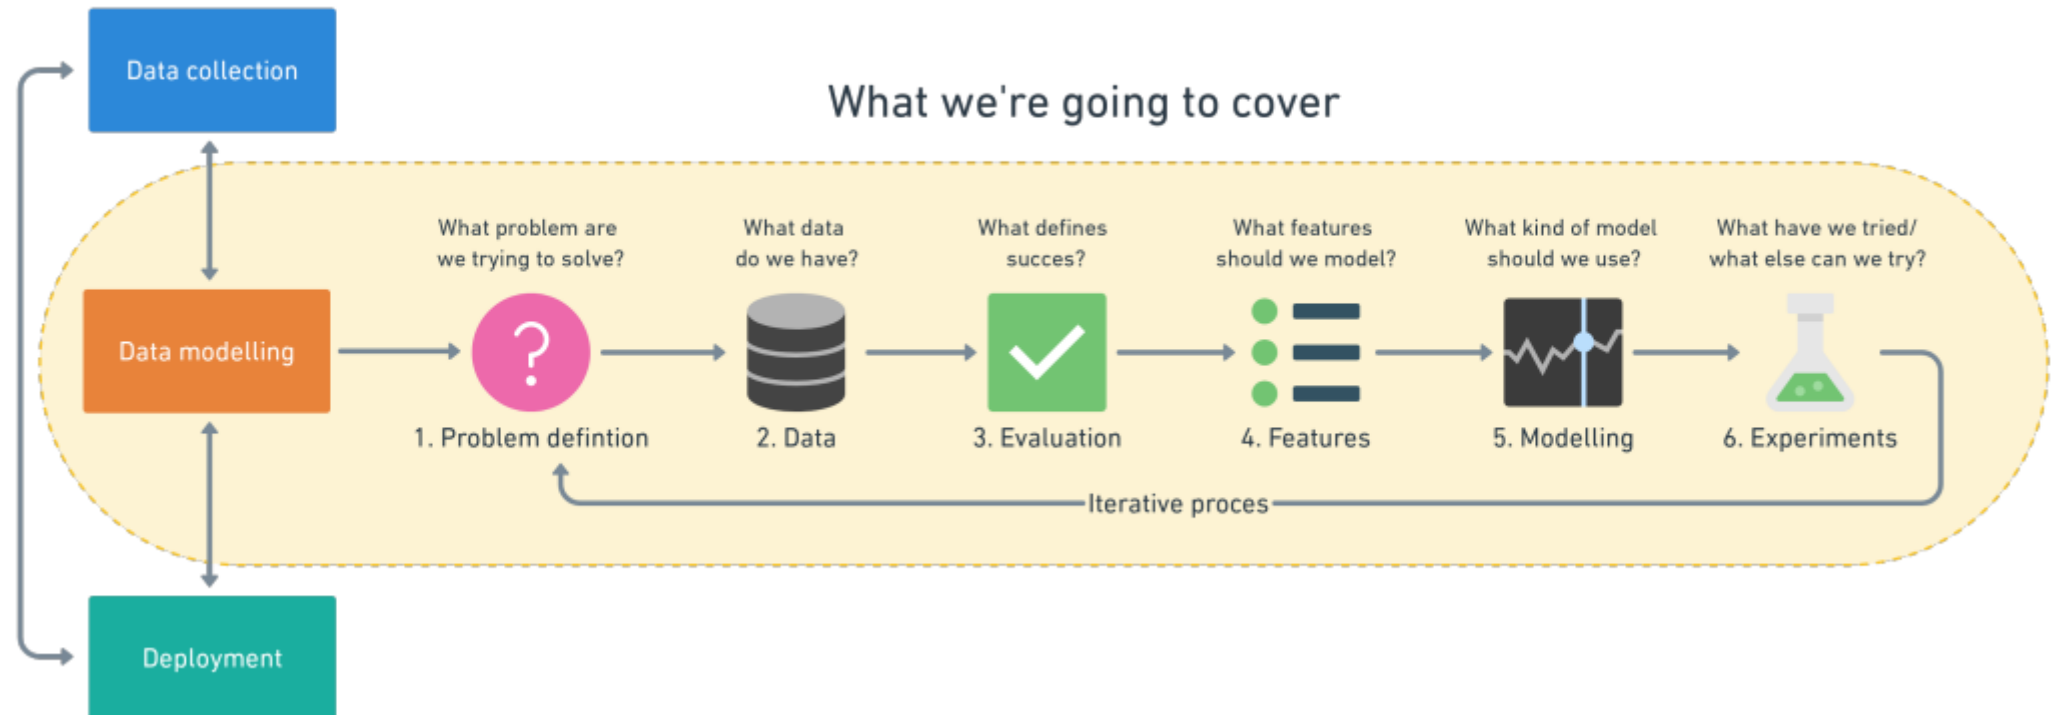 Data collection
What we're going to cover
What problem are
we trying to solve?
What data
do we have?
What defines
succes?
What features
should we model?
What kind of model
should we use?
What have we tried/
what else can we try?
Data modelling
1. Problem defintion
2. Data
3. Evaluation
4. Features
5. Modelling
6. Experiments
Iterative proces
Deployment